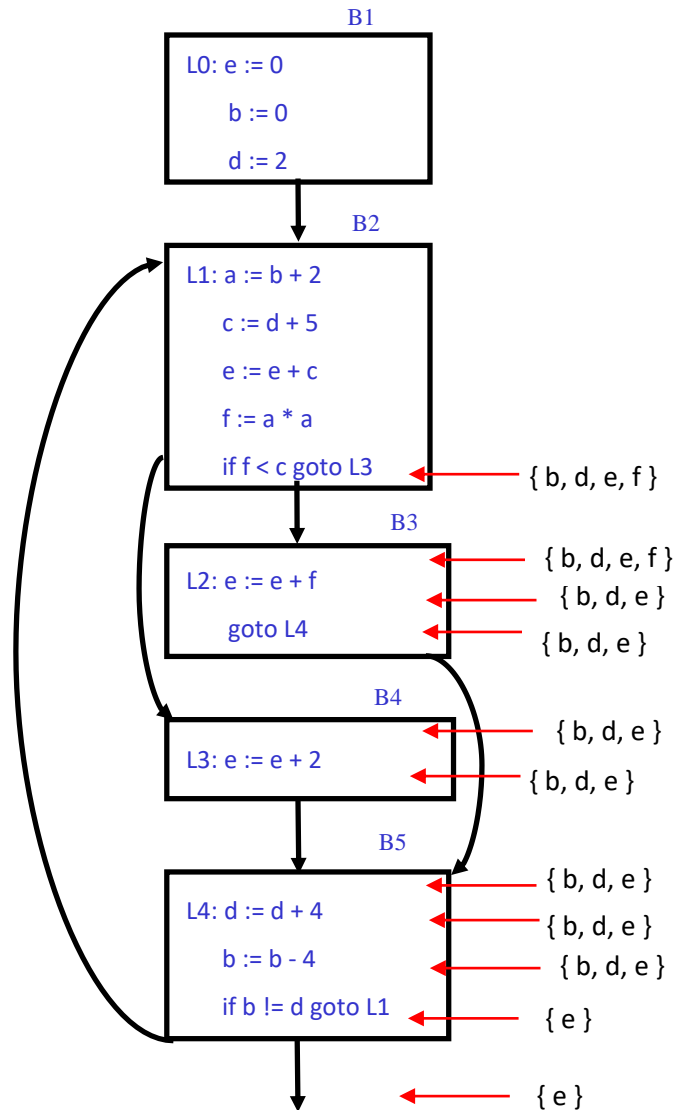 B1
L0: e := 0
b := 0
d := 2
B2
L1: a := b + 2
c := d + 5
e := e + c
f := a * a
if f < c goto L3
{ b, d, e, f }
B3
{ b, d, e, f }
L2: e := e + f
{ b, d, e }
goto L4
{ b, d, e }
B4
{ b, d, e }
L3: e := e + 2
{ b, d, e }
B5
{ b, d, e }
L4: d := d + 4
{ b, d, e }
b := b - 4
{ b, d, e }
if b != d goto L1
{ e }
{ e }